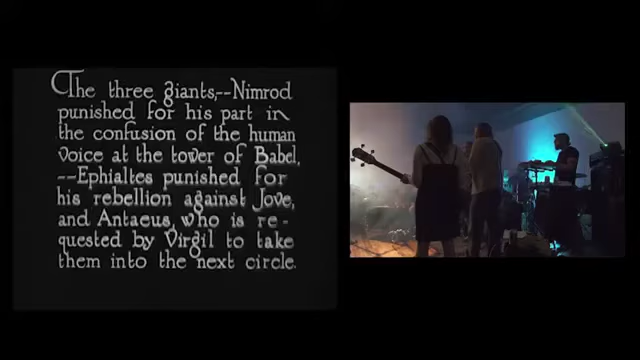 The three giants,--Nimrod
punished for his part in
the confusion of the human
voice at the tower of Babel,
--Ephialtes punished for
his rebellion against Jove,
and Antaeus, who is re-
quested by Virgil to take
them into the next circle.